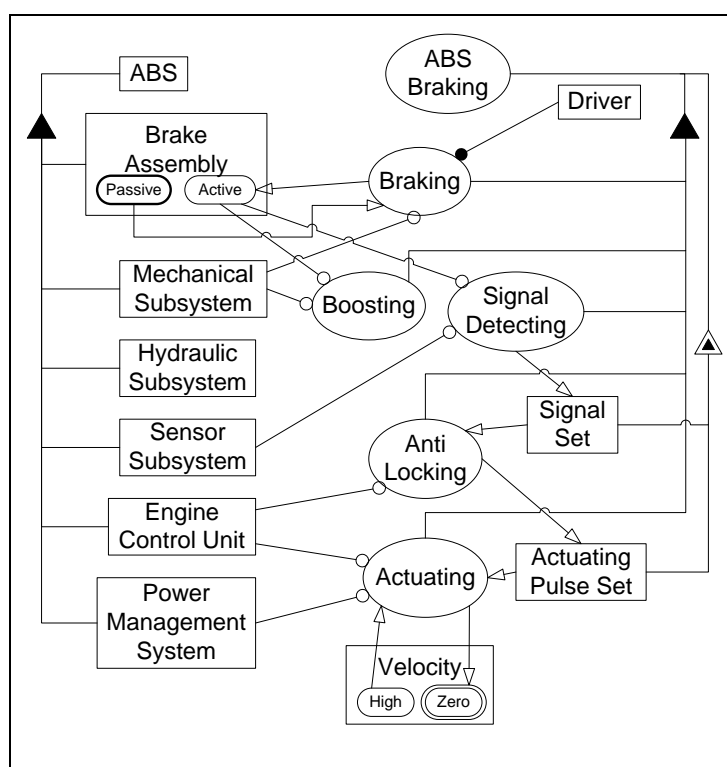 ABS
ABS
Braking
Driver
Brake
Assembly
Passive
Active
Braking
Mechanical
Subsystem
Boosting
Signal
Detecting
Hydraulic
Subsystem
Signal
Set
Sensor
Subsystem
Anti
Locking
Engine
Control Unit
Actuating
Actuating
Pulse Set
Power
Management
System
Velocity
High
Zero